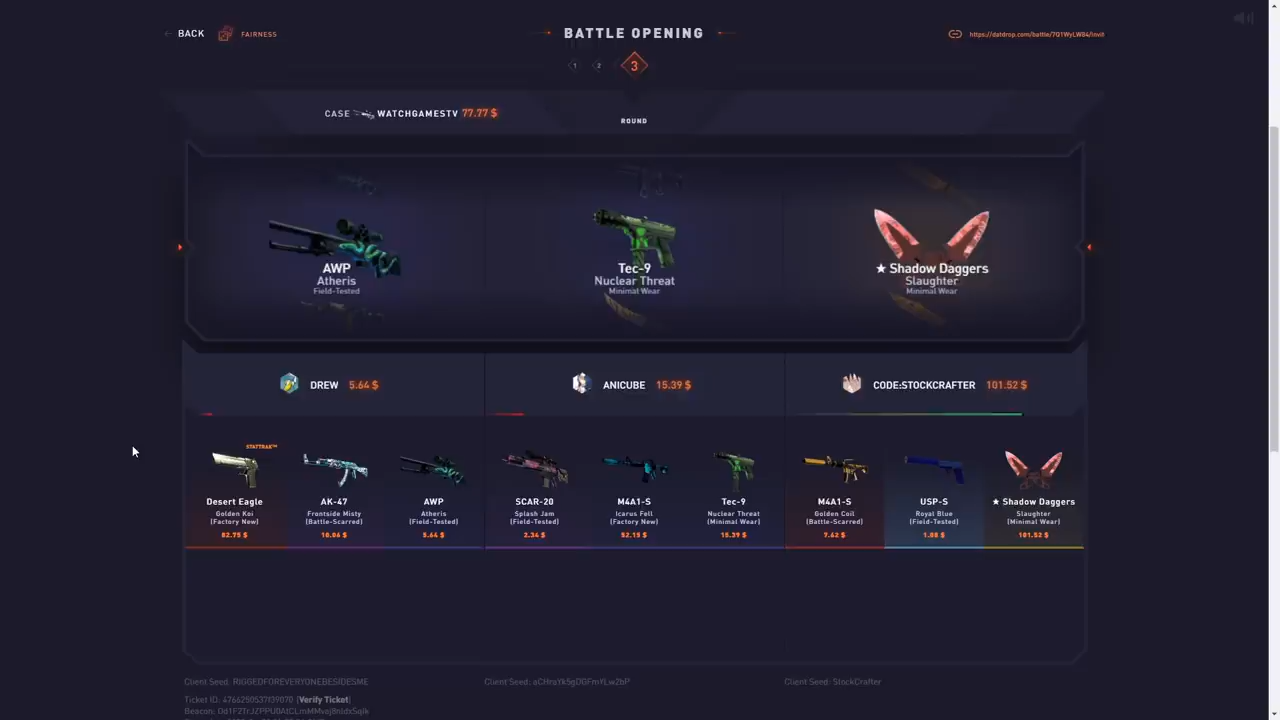 BACK
FAIRNESS
BATTLE OPENING
https://datdrop.com/battle/7Q1WyLW84/invit
1 2 3
CASE WATCHGAMESTV 77.77 $
ROUND
AWP
Atheris
Field-Tested
Tec-9
Nuclear Threat
Minimal Wear
★ Shadow Daggers
Slaughter
Minimal Wear
DREW 5.64 $
ANICUBE 15.39 $
CODE:STOCKCRAFTER 101.52 $
STATTRAK™
Desert Eagle
Golden Koi
(Factory New)
82.75 $
AK-47
Frontside Misty
(Battle-Scarred)
10.06 $
AWP
Atheris
(Field-Tested)
5.64 $
SCAR-20
Splash Jam
(Field-Tested)
2.34 $
M4A1-S
Icarus Fell
(Factory New)
52.15 $
Tec-9
Nuclear Threat
(Minimal Wear)
15.39 $
M4A1-S
Golden Coil
(Battle-Scarred)
7.62 $
USP-S
Royal Blue
(Field-Tested)
1.08 $
★ Shadow Daggers
Slaughter
(Minimal Wear)
101.52 $
Client Seed: RIGGEDFOREVERYONEBESIDESME
Client Seed:
Client Seed: StockCrafter
Ticket ID: 4766250537f39070 (Verify Ticket)
Beacon: